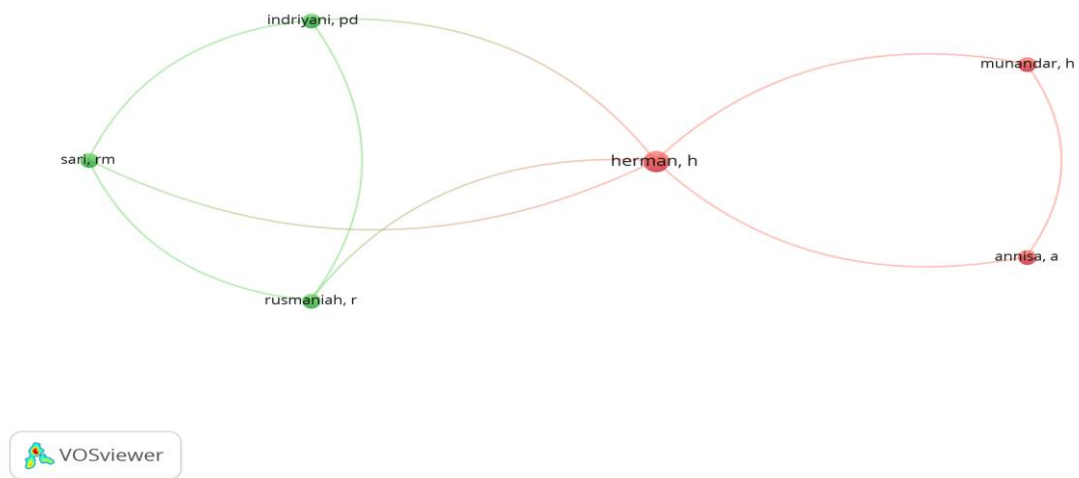 indriyani, pd
munandar, h
sari, rm
herman, h
annisa, a
rusmaniah, r
VOSviewer